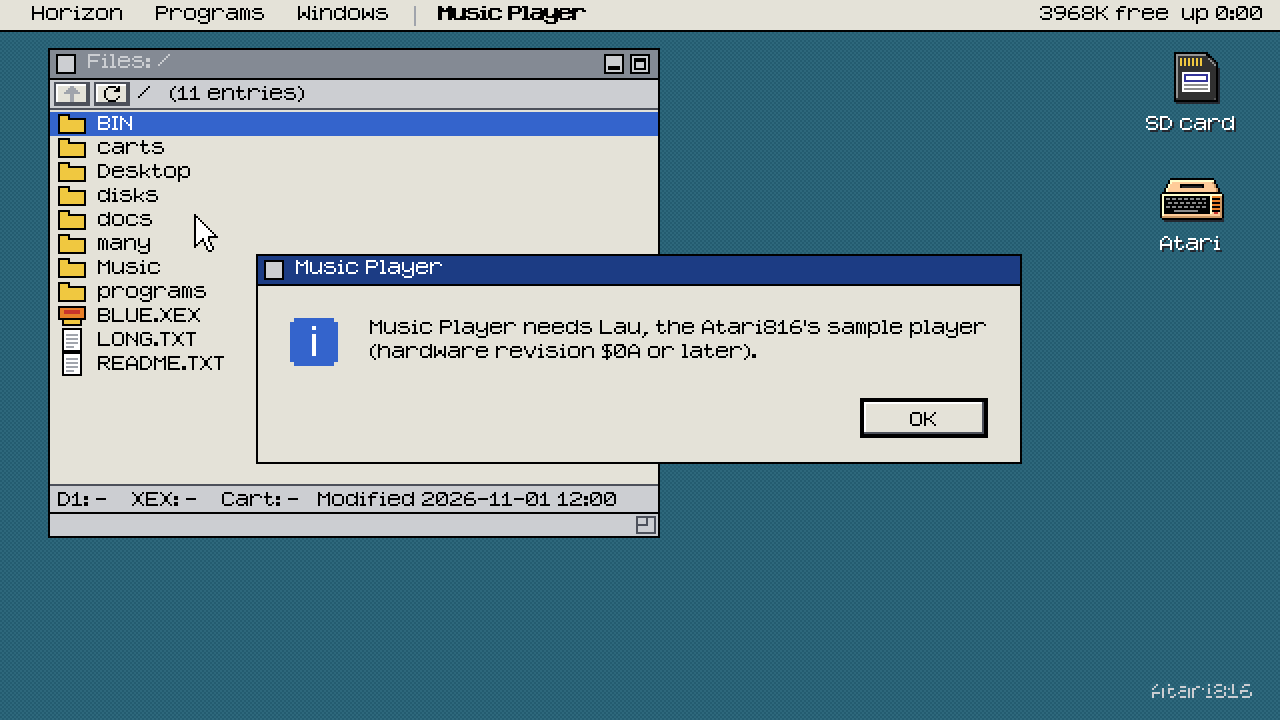 Horizon Programs Windows | Music Player 3968K free up 0:00
Files: /
/ (11 entries)
BIN
carts
Desktop
disks
docs
many
Music
programs
BLUE.XEX
LONG.TXT
README.TXT
D1: - XEX: - Cart: - Modified 2026-11-01 12:00
Music Player
Music Player needs Lau, the Atari816's sample player
(hardware revision $0A or later).
OK
SD card
Atari
Atari816